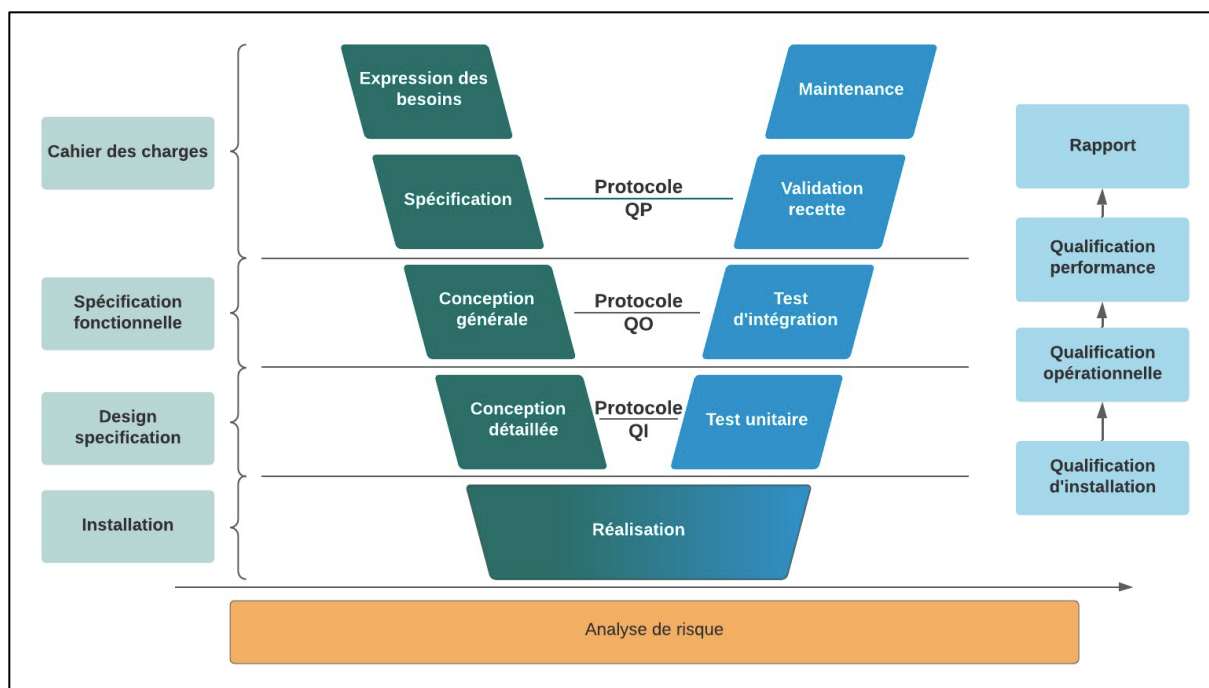 Expression des
besoins
Maintenance
Cahier des charges
Rapport
Spécification
Protocole
QP
Validation
recette
Qualification
performance
Spécification
fonctionnelle
Conception
générale
Protocole
QO
Test
d'intégration
Qualification
opérationnelle
Design
specification
Conception
détaillée
Protocole
QI
Test unitaire
Qualification
d'installation
Installation
Réalisation
Analyse de risque